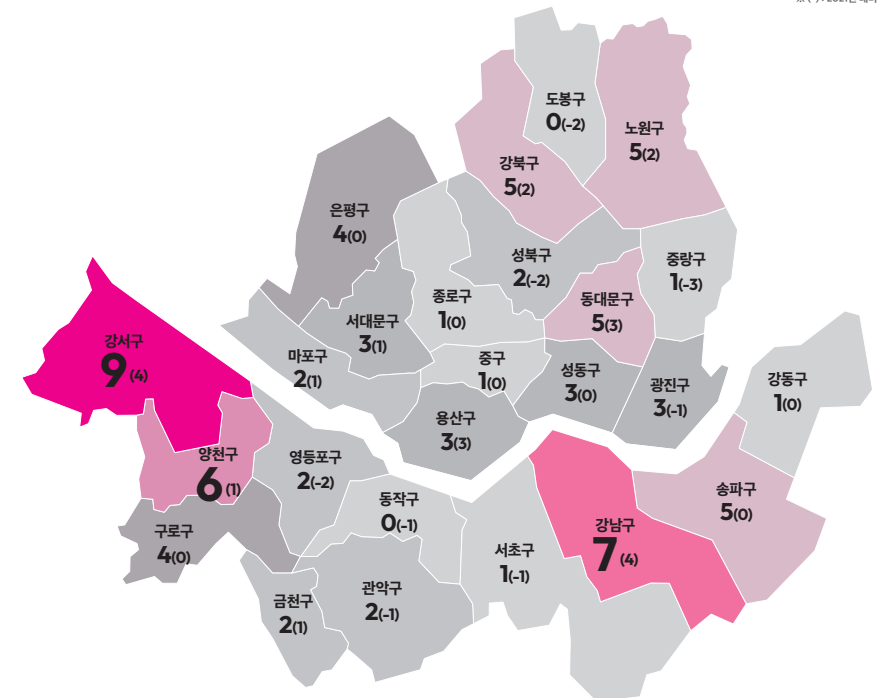 도봉구
0(-2)
노원구
5(2)
강북구
5(2)
은평구
4(0)
성북구
2(-2)
중랑구
1(-3)
종로구
1(0)
동대문구
5(3)
서대문구
3(1)
강서구
9(4)
마포구
2(1)
중구
1(0)
성동구
3(0)
광진구
3(-1)
강동구
1(0)
용산구
3(3)
양천구
6(1)
영등포구
2(-2)
동작구
0(-1)
송파구
5(0)
강남구
7(4)
구로구
4(0)
서초구
1(-1)
관악구
2(-1)
금천구
2(1)